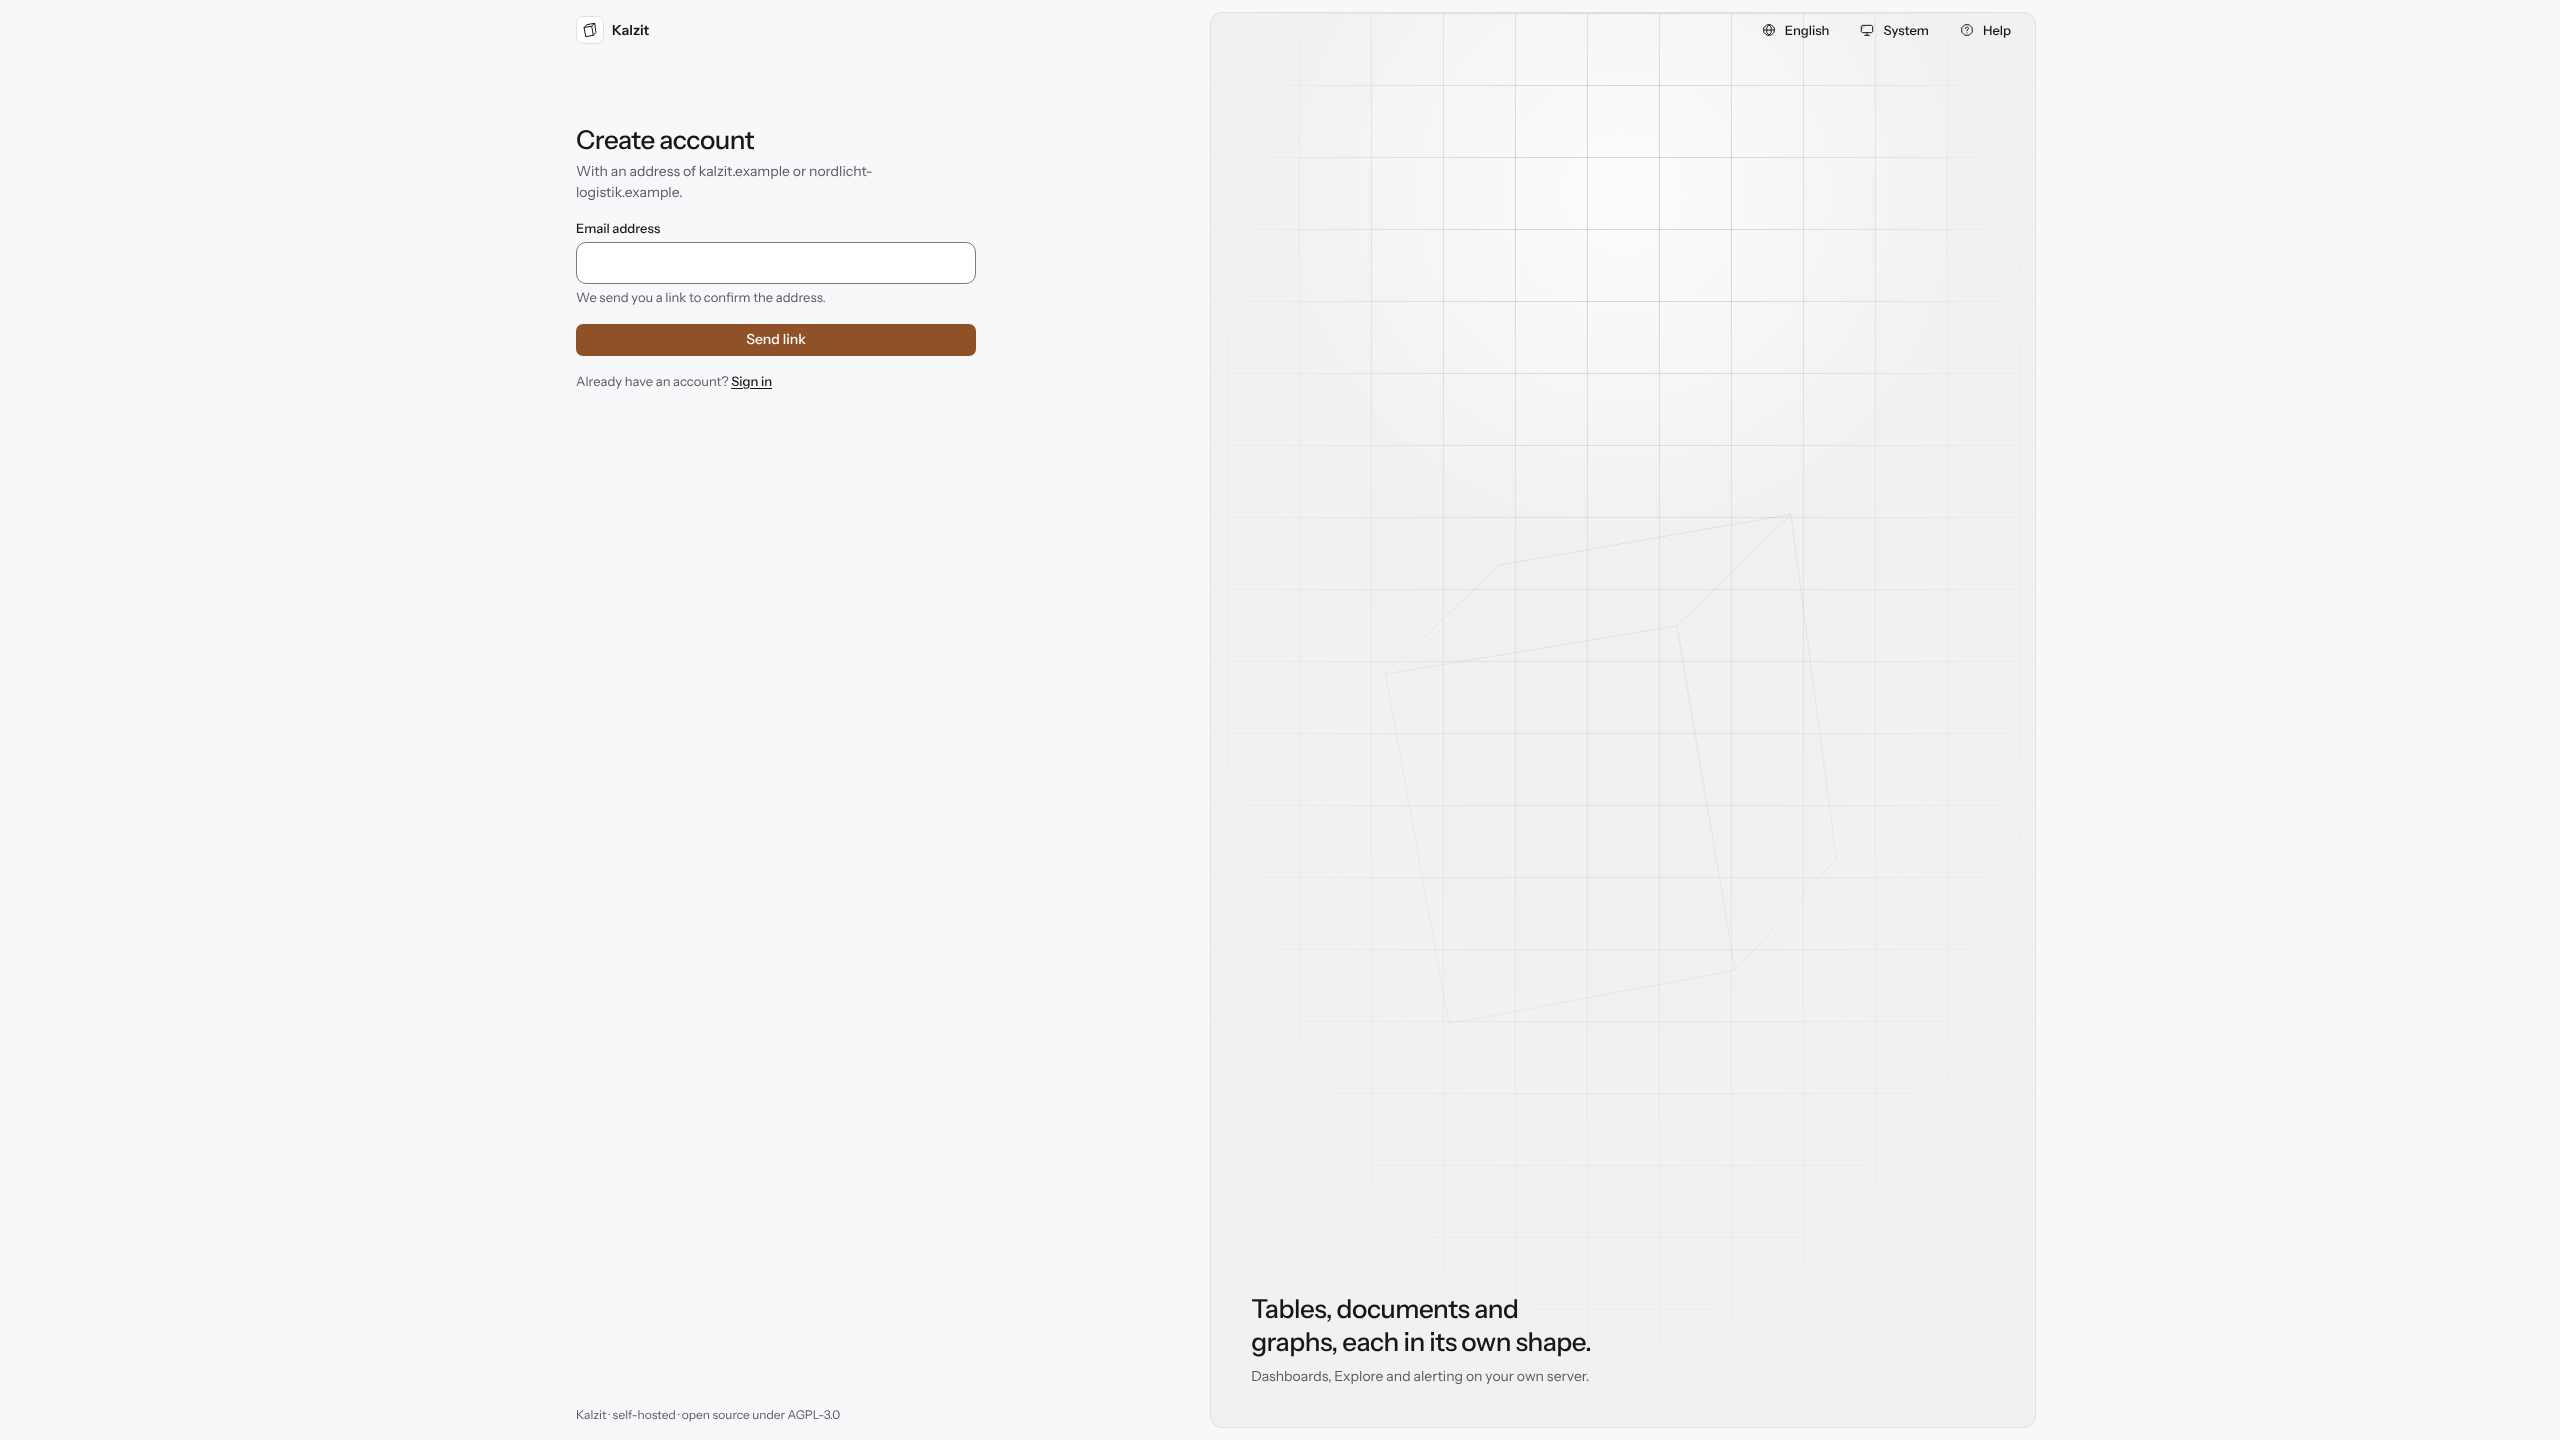 Kalzit
English
System
Help
Create account
With an address of kalzit.example or nordlicht-
logistik.example.
Email address
We send you a link to confirm the address.
Send link
Already have an account? Sign in
Tables, documents and
graphs, each in its own shape.
Dashboards, Explore and alerting on your own server.
Kalzit · self-hosted · open source under AGPL-3.0